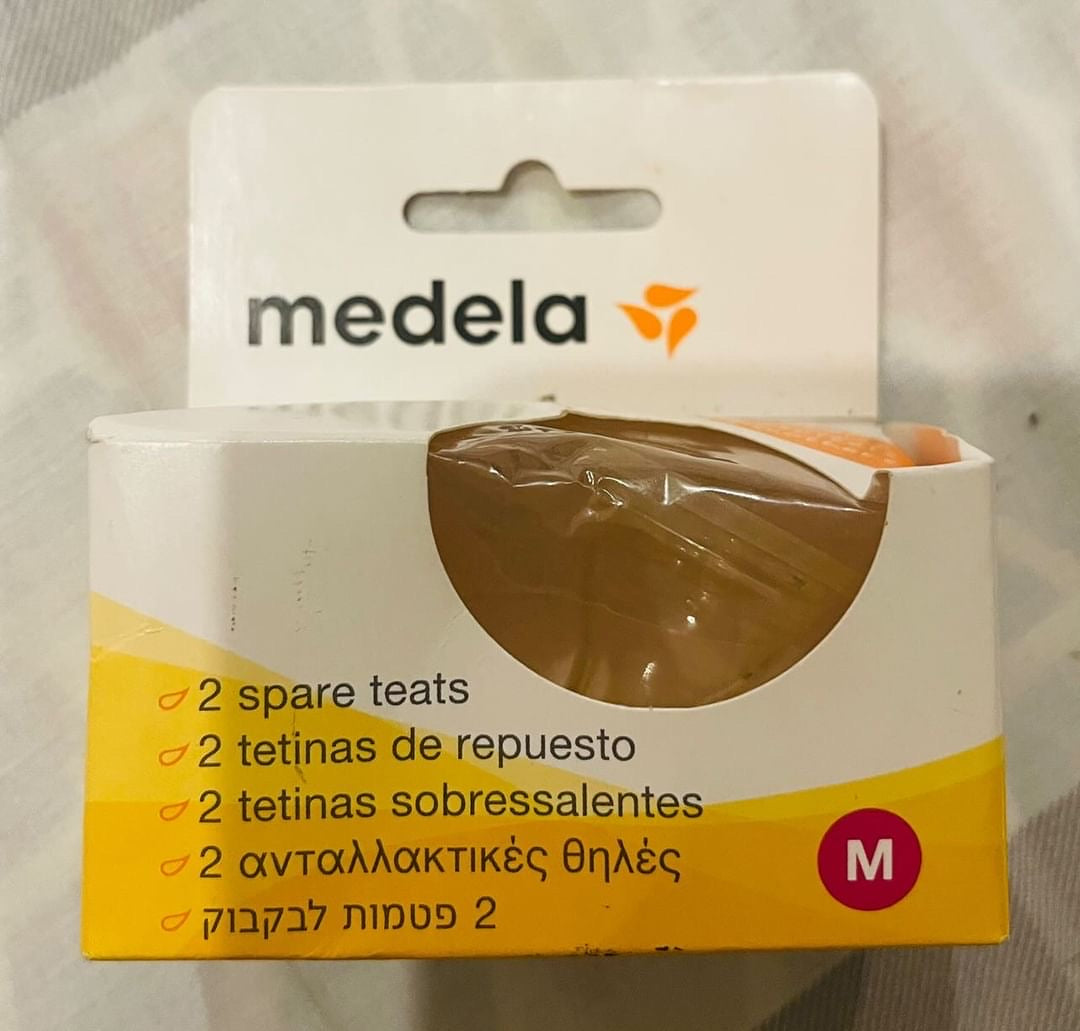 medela
2 spare teats
2 tetinas de repuesto
2 tetinas sobressalentes
2 ανταλλακτικές θηλές
2 פטמות לבקבוק
M